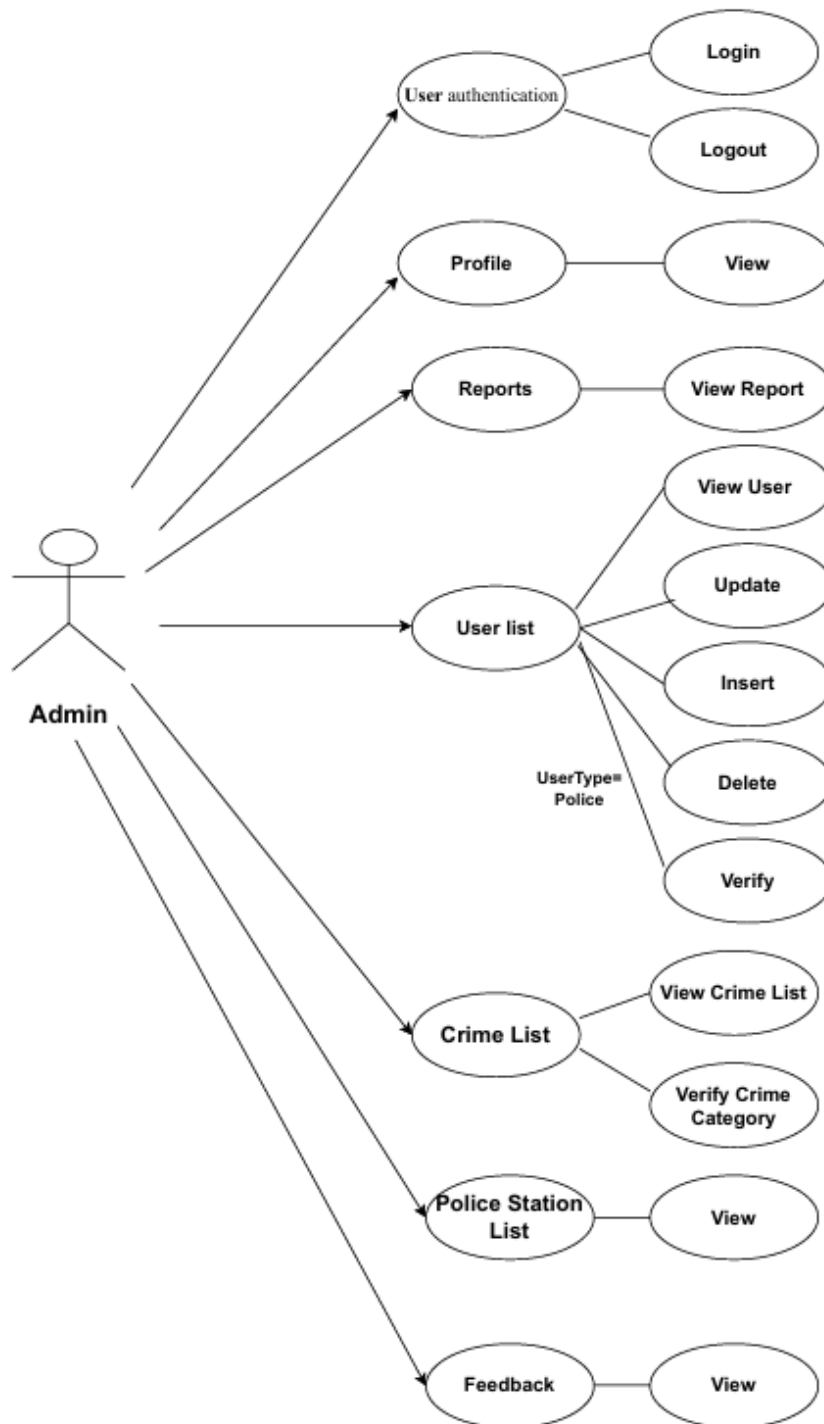 Login
User authentication
Logout
Profile
View
Reports
View Report
View User
Update
User list
Insert
Admin
UserType=
Police
Delete
Verify
View Crime List
Crime List
Verify Crime
Category
Police Station
List
View
Feedback
View